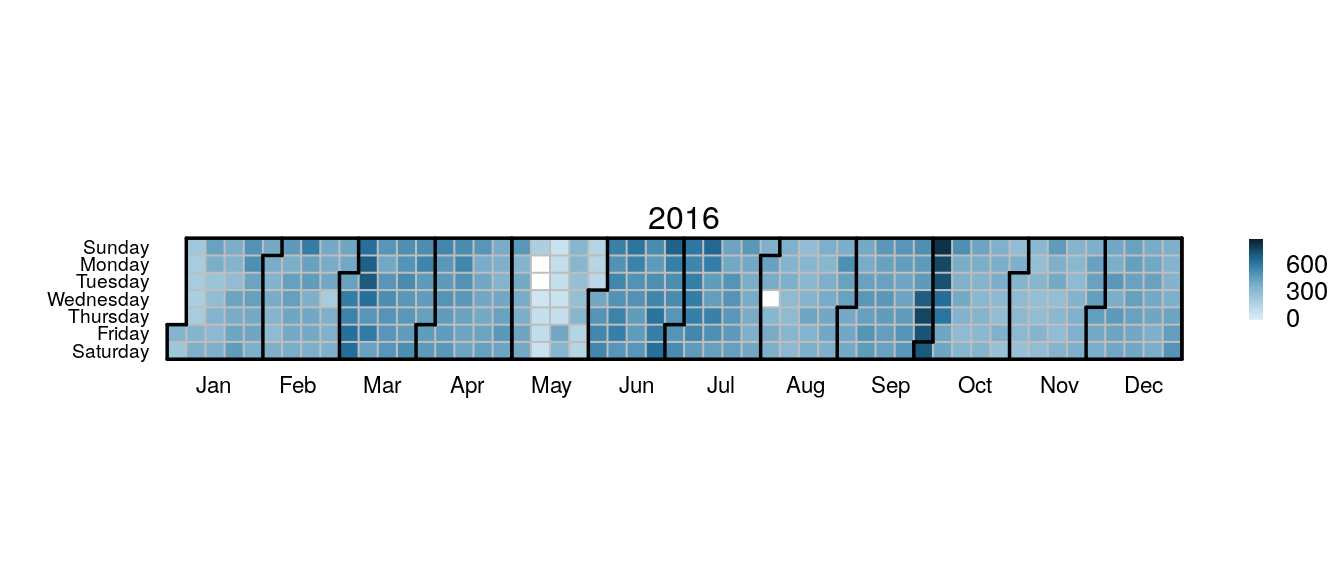 2016
Sunday
Monday
Tuesday
Wednesday
Thursday
Friday
Saturday
600
300
0
Jan Feb Mar Apr May Jun Jul Aug Sep Oct Nov Dec